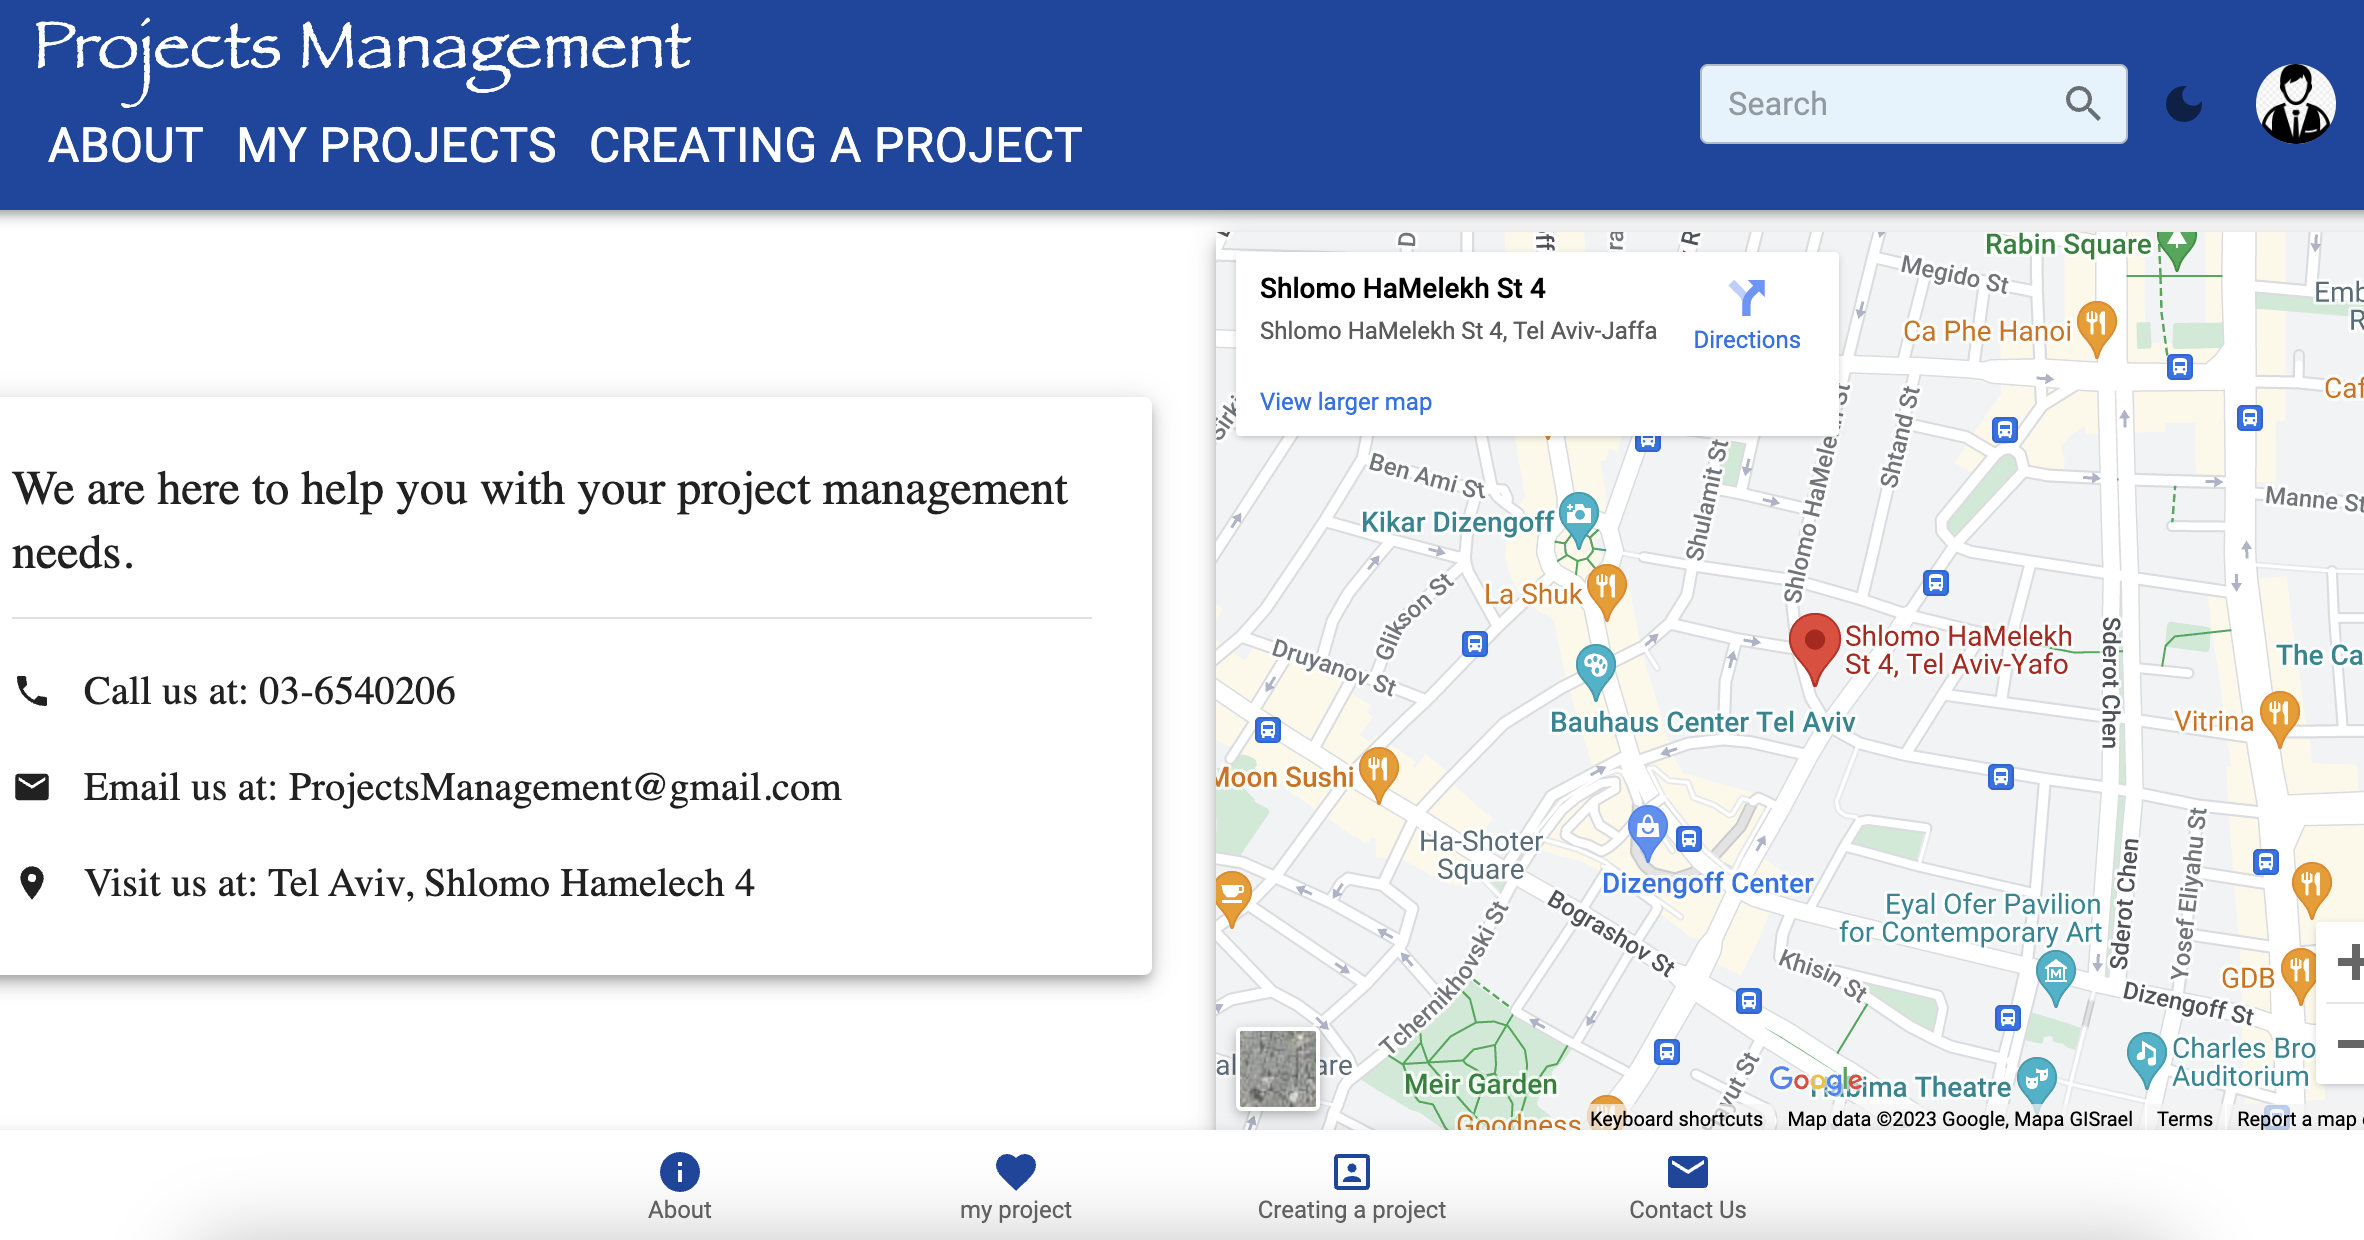 Projects Management
ABOUT MY PROJECTS CREATING A PROJECT
Search
We are here to help you with your project management
needs.
Call us at: 03-6540206
Email us at: ProjectsManagement@gmail.com
Visit us at: Tel Aviv, Shlomo Hamelech 4
Shlomo HaMelekh St 4
Shlomo HaMelekh St 4, Tel Aviv-Jaffa
Directions
View larger map
Rabin Square
Megido St
Ca Phe Hanoi
Ben Ami St
Kikar Dizengoff
Shulamit St
Shlomo HaMele
St
Shtand St
Manne St
La Shuk
Glikson St
Druyanov St
Shlomo HaMelekh
St 4, Tel Aviv-Yafo
Sderot Chen
The Ca
Bauhaus Center Tel Aviv
Vitrina
Moon Sushi
Ha-Shoter
Square
Dizengoff Center
Bograshov St
Eyal Ofer Pavilion
for Contemporary Art
Sderot Chen
Yosef Eliyahu St
Khisin St
GDB
Dizengoff St
Tchernikhovski St
Charles Bro
Auditorium
Meir Garden
Google
ima Theatre
Goodness
Keyboard shortcuts
Map data ©2023 Google, Mapa GISrael
Terms
Report a map
About
my project
Creating a project
Contact Us